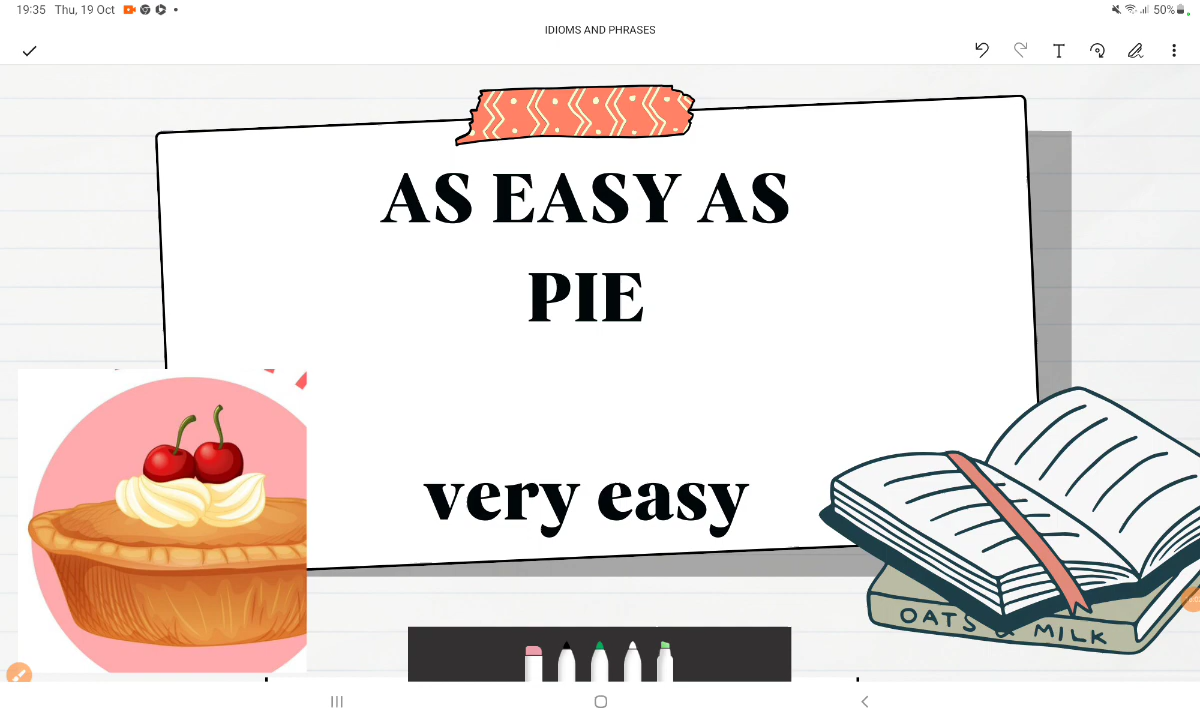 19:35 Thu, 19 Oct
50%
IDIOMS AND PHRASES
T
AS EASY AS
PIE
very easy
OATS & MILK